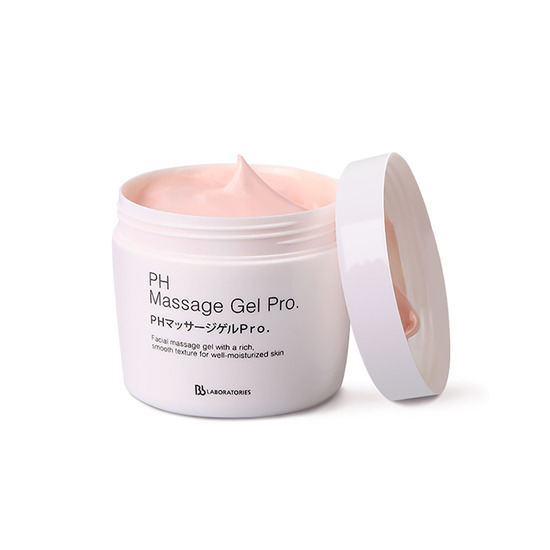 PH
Massage Gel Pro.
PHマッサージゲルPro.
Facial massage gel with a rich,
smooth texture for well-moisturized skin
Bb LABORATORIES